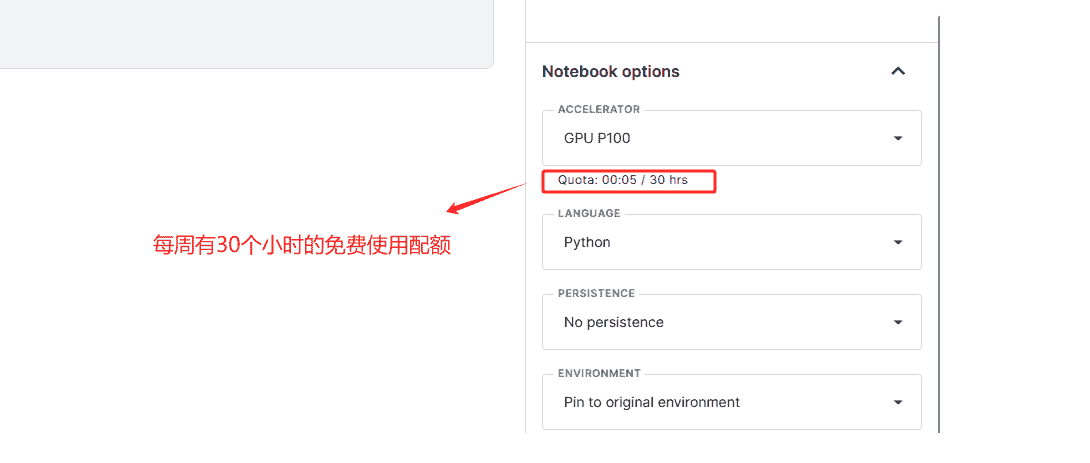 Notebook options
ACCELERATOR
GPU P100
Quota: 00:05 / 30 hrs
每周有30个小时的免费使用配额
LANGUAGE
Python
PERSISTENCE
No persistence
ENVIRONMENT
Pin to original environment